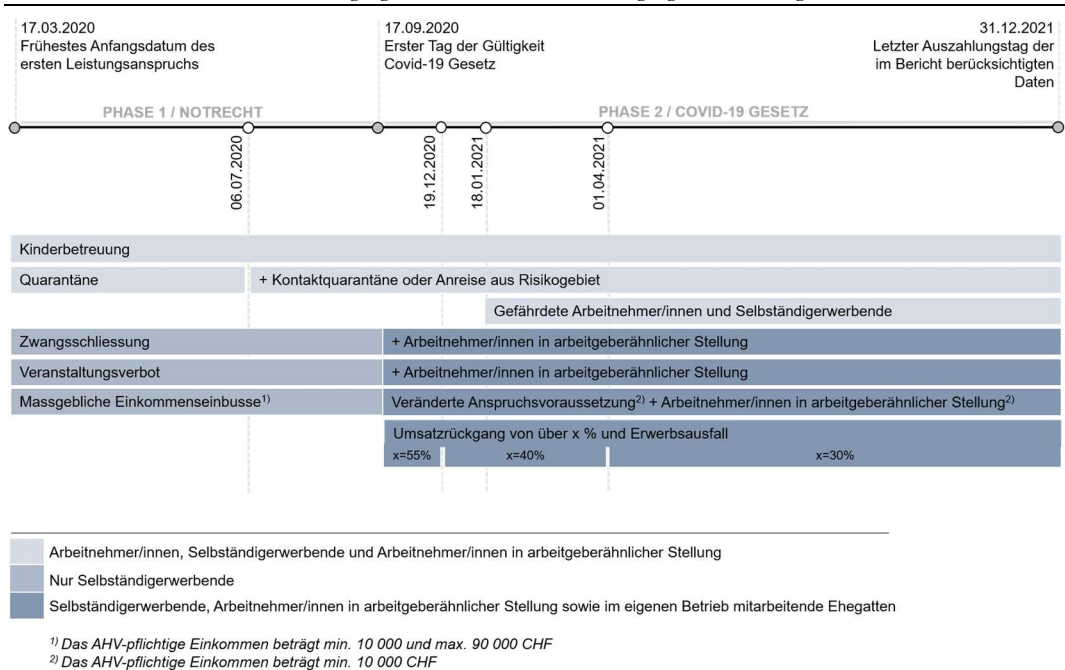 17.03.2020
Frühestes Anfangsdatum des
ersten Leistungsanspruchs
17.09.2020
Erster Tag der Gültigkeit
Covid-19 Gesetz
31.12.2021
Letzter Auszahlungstag der
im Bericht berücksichtigten
Daten
PHASE 1 / NOTRECHT
PHASE 2 / COVID-19 GESETZ
06.07.2020
19.12.2020
18.01.2021
01.04.2021
Kinderbetreuung
Quarantäne
+ Kontaktquarantäne oder Anreise aus Risikogebiet
Gefährdete Arbeitnehmer/innen und Selbständigerwerbende
Zwangsschliessung
+ Arbeitnehmer/innen in arbeitgeberähnlicher Stellung
Veranstaltungsverbot
+ Arbeitnehmer/innen in arbeitgeberähnlicher Stellung
Massgebliche Einkommenseinbusse1)
Veränderte Anspruchsvoraussetzung2) + Arbeitnehmer/innen in arbeitgeberähnlicher Stellung2)
Umsatzrückgang von über x % und Erwerbsausfall
x=55%
x=40%
x=30%
Arbeitnehmer/innen, Selbständigerwerbende und Arbeitnehmer/innen in arbeitgeberähnlicher Stellung
Nur Selbständigerwerbende
Selbständigerwerbende, Arbeitnehmer/innen in arbeitgeberähnlicher Stellung sowie im eigenen Betrieb mitarbeitende Ehegatten
1) Das AHV-pflichtige Einkommen beträgt min. 10 000 und max. 90 000 CHF
2) Das AHV-pflichtige Einkommen beträgt min. 10 000 CHF